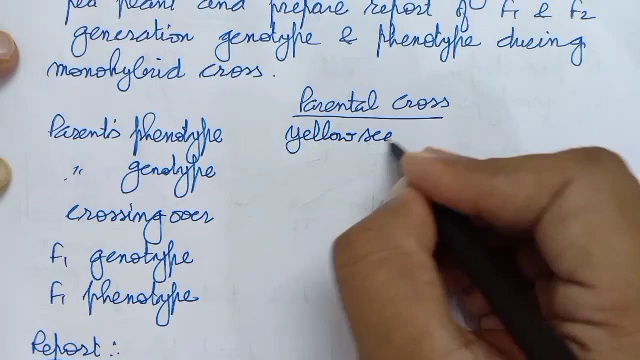 pea plant and prepare report of F1 & F2
generation genotype & phenotype during
monohybrid cross.
Parental cross
Parent's phenotype yellow see
" genotype
crossing over
F1 genotype
F1 phenotype
Report :-